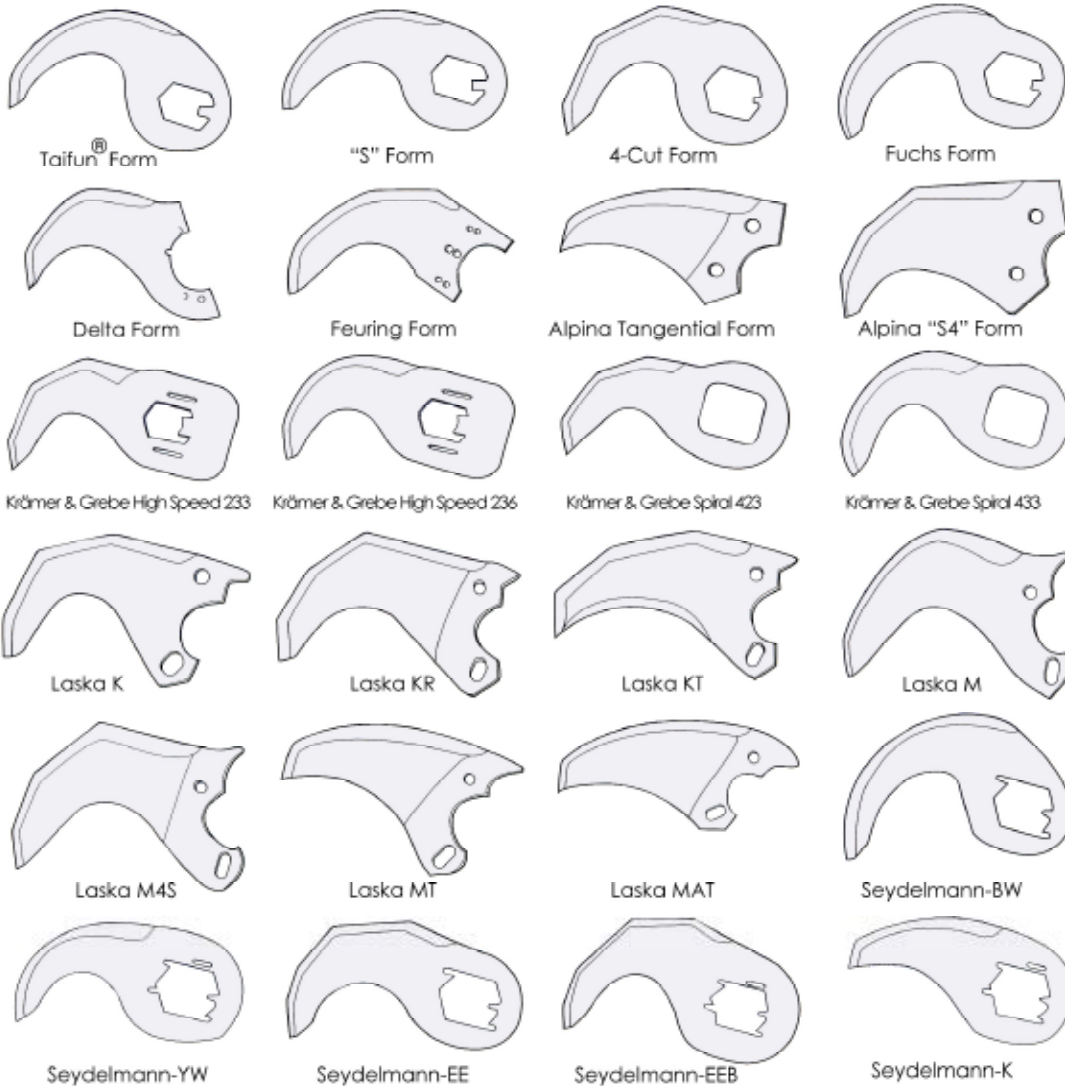 Taifun® Form
"S" Form
4-Cut Form
Fuchs Form
Delta Form
Feuring Form
Alpina Tangential Form
Alpina "S4" Form
Krämer & Grebe High Speed 233
Krämer & Grebe High Speed 236
Krämer & Grebe Spiral 423
Krämer & Grebe Spiral 433
Laska K
Laska KR
Laska KT
Laska M
Laska M4S
Laska MT
Laska MAT
Seydelmann-BW
Seydelmann-YW
Seydelmann-EE
Seydelmann-EEB
Seydelmann-K